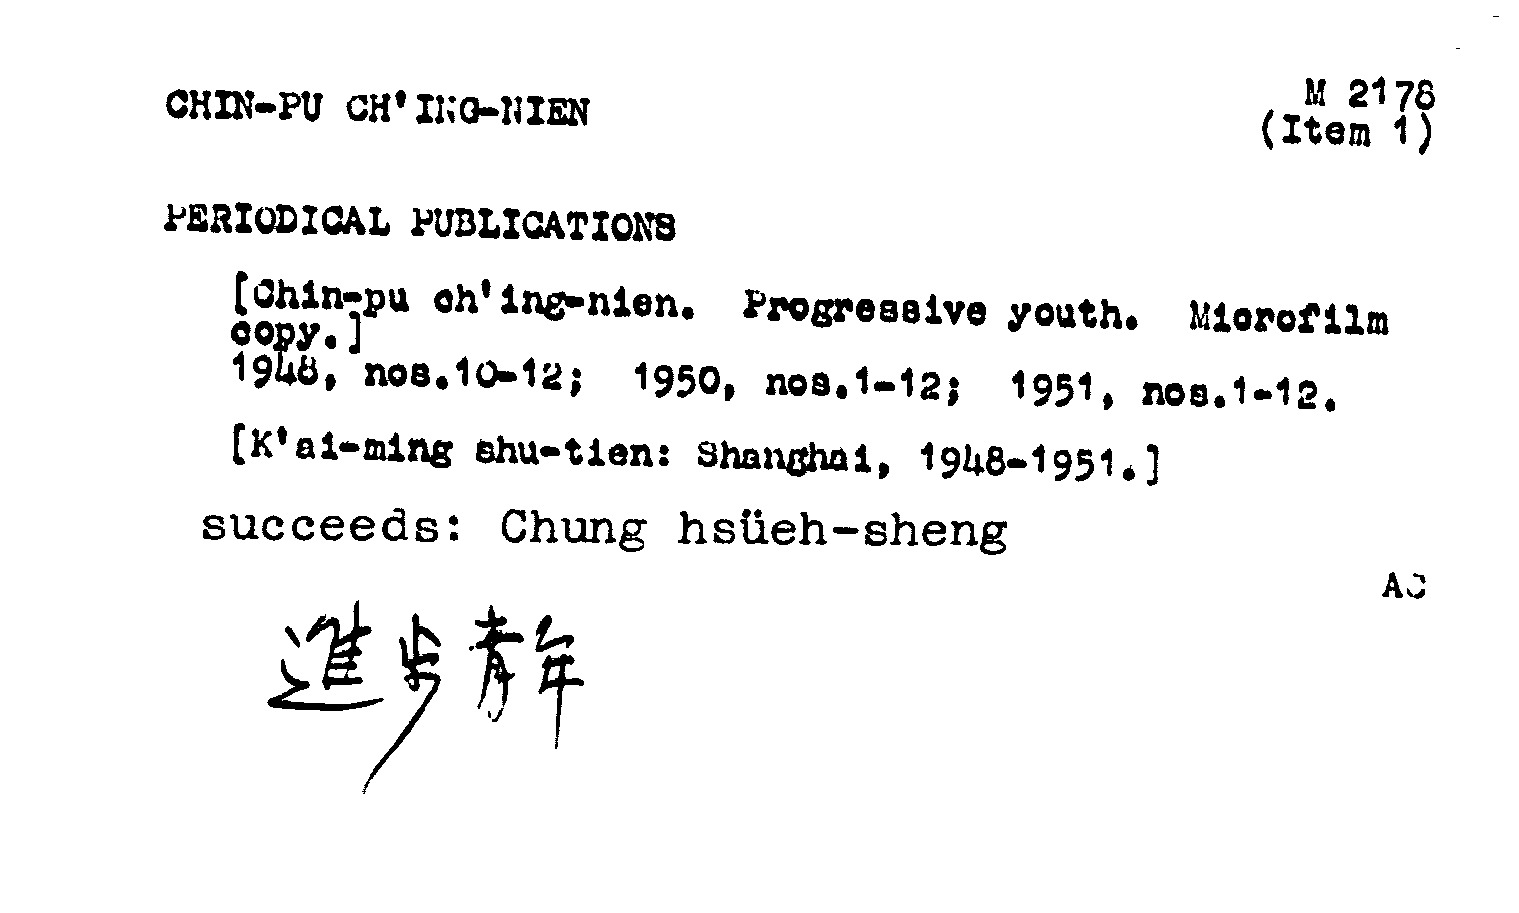 CHIN-PU CH'ING-NIEN
M 2178
(Item 1)
PERIODICAL PUBLICATIONS
[Chin-pu ch'ing-nien.  Progressive youth.  Microfilm
copy.]
1948, nos.10-12;  1950, nos.1-12;  1951, nos.1-12.
[K'ai-ming shu-tien: Shanghai, 1948-1951.]
succeeds: Chung hsüeh-sheng
AC
進步青年